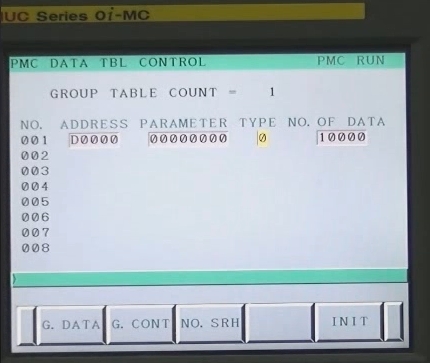 UC Series 0i-MC
PMC DATA TBL CONTROL PMC RUN
GROUP TABLE COUNT = 1
NO. ADDRESS PARAMETER TYPE NO. OF DATA
001 D0000 00000000 0 10000
002
003
004
005
006
007
008
G. DATA G. CONT NO. SRH INIT